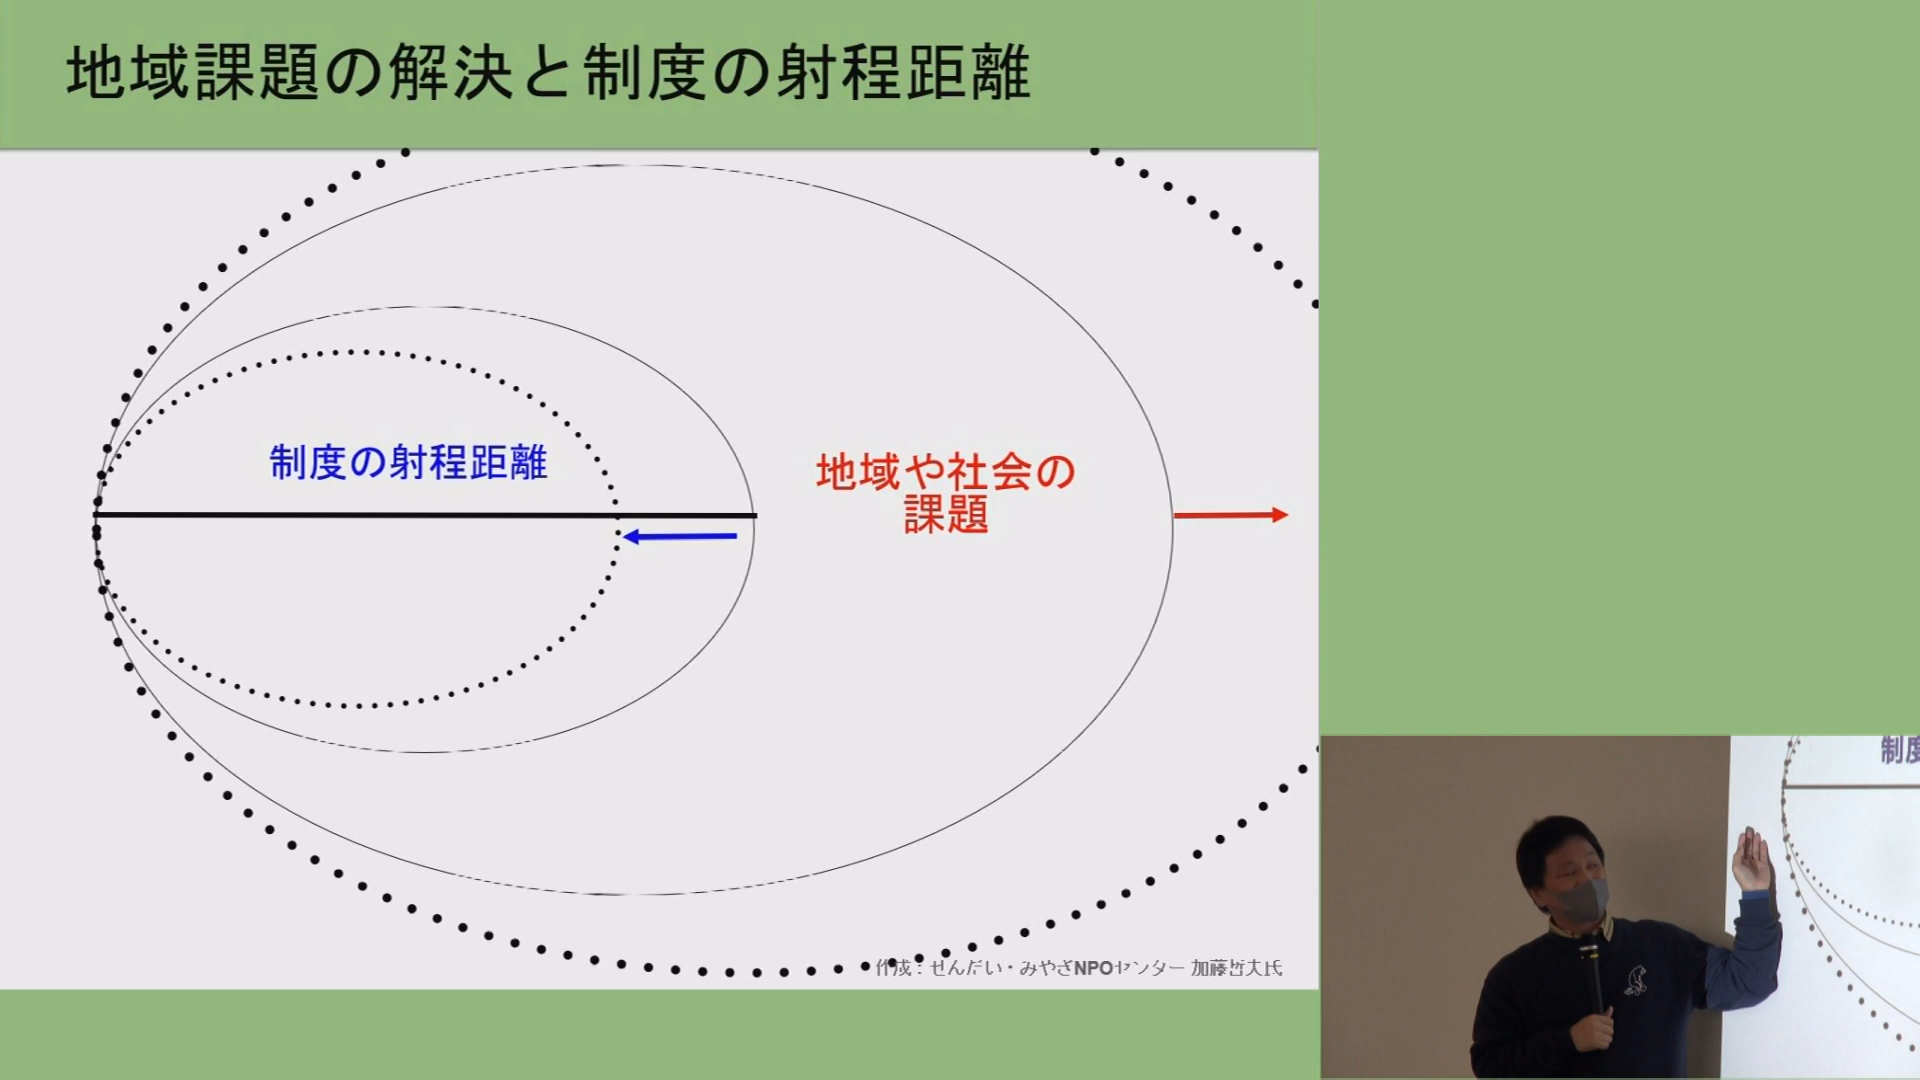 地域課題の解決と制度の射程距離
制度の射程距離
地域や社会の
課題
作成：せんだい・みやぎNPOセンター 加藤哲夫氏
制度